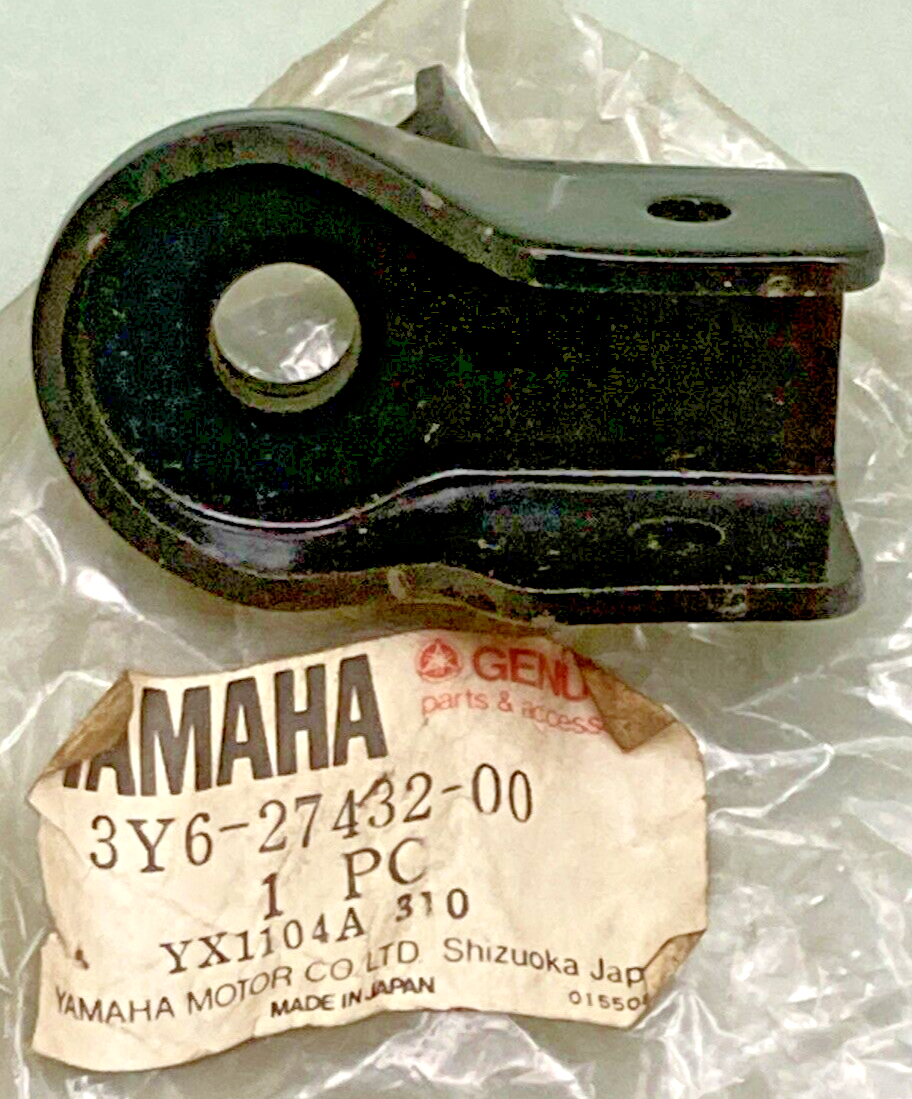 YAMAHA
GENU
parts & access
3Y6-27432-00
1 PC
YX1104A 310
YAMAHA MOTOR CO LTD Shizuoka Jap
MADE IN JAPAN
01550